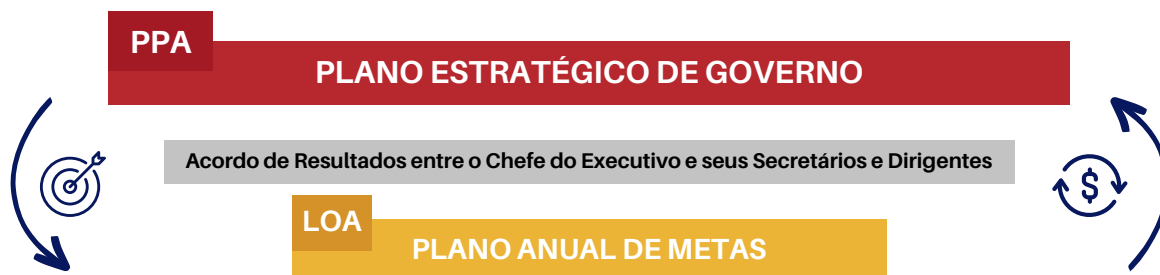 PPA
PLANO ESTRATÉGICO DE GOVERNO
Acordo de Resultados entre o Chefe do Executivo e seus Secretários e Dirigentes
$
LOA
PLANO ANUAL DE METAS